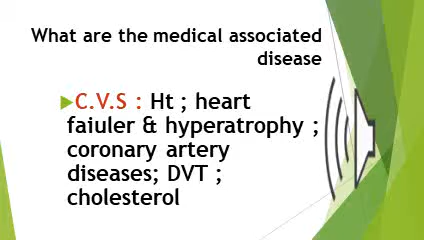 What are the medical associated
disease
C.V.S : Ht ; heart
faiuler & hyperatrophy ;
coronary artery
diseases; DVT ;
cholesterol